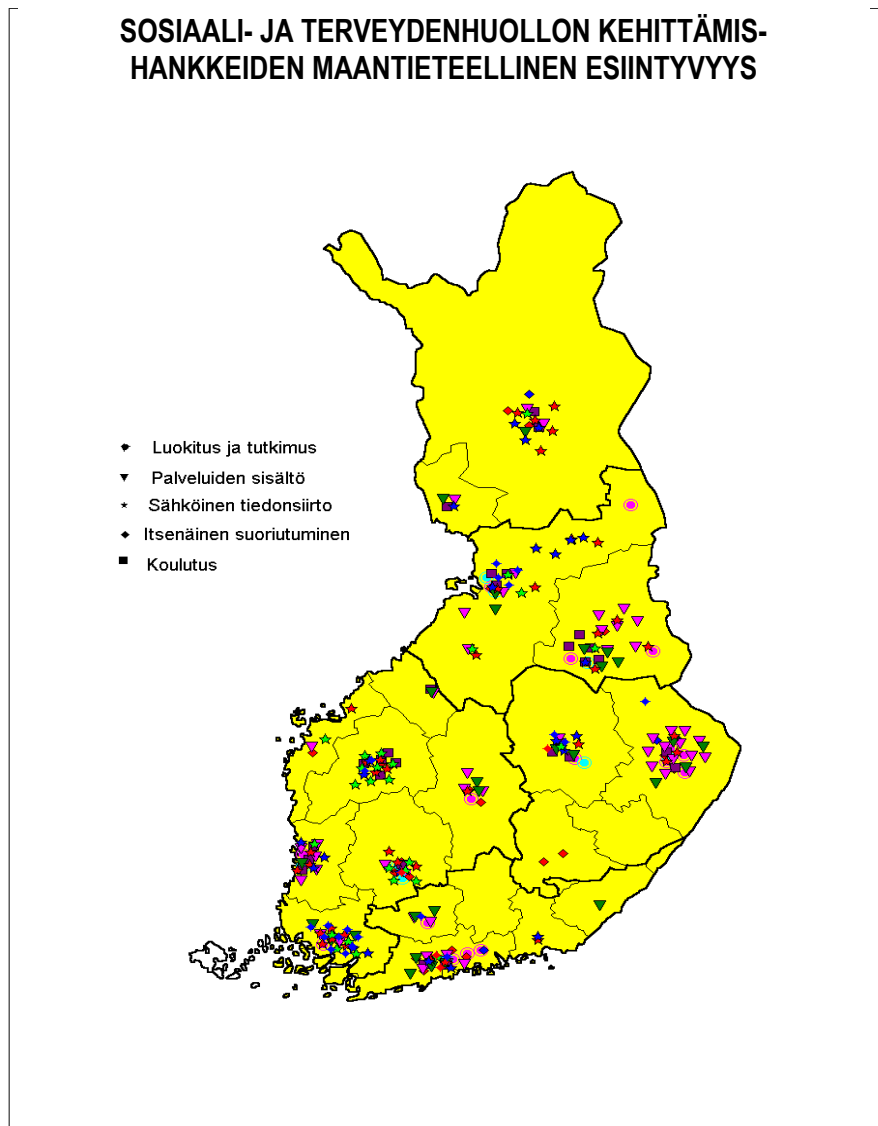 SOSIAALI- JA TERVEYDENHUOLLON KEHITTÄMIS-
HANKKEIDEN MAANTIETEELLINEN ESIINTYVYYS
Luokitus ja tutkimus
Palveluiden sisältö
Sähköinen tiedonsiirto
Itsenäinen suoriutuminen
Koulutus